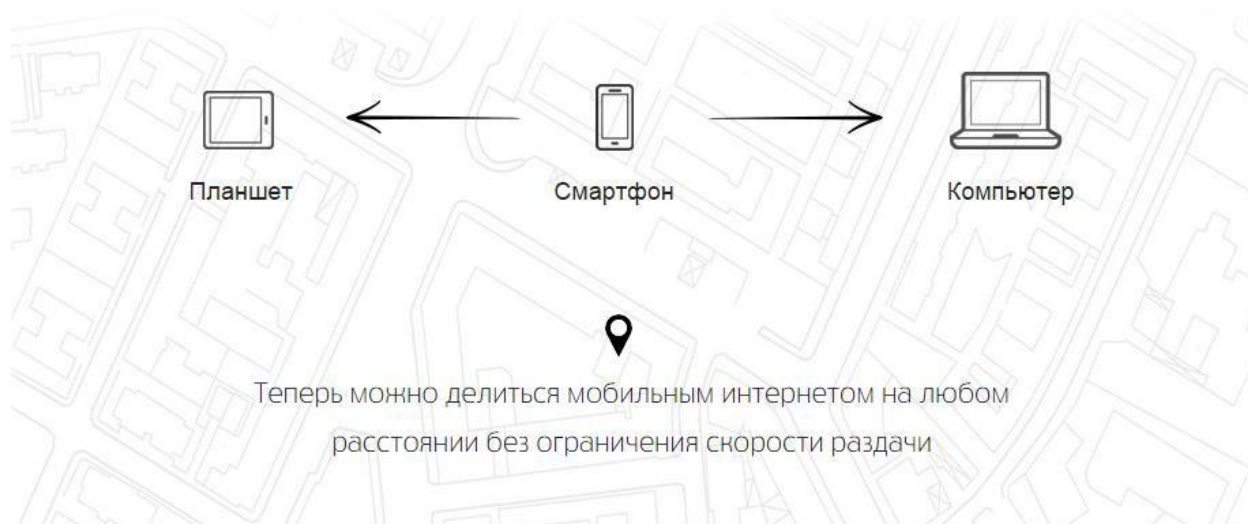 Планшет
Смартфон
Компьютер
Теперь можно делиться мобильным интернетом на любом
расстоянии без ограничения скорости раздачи